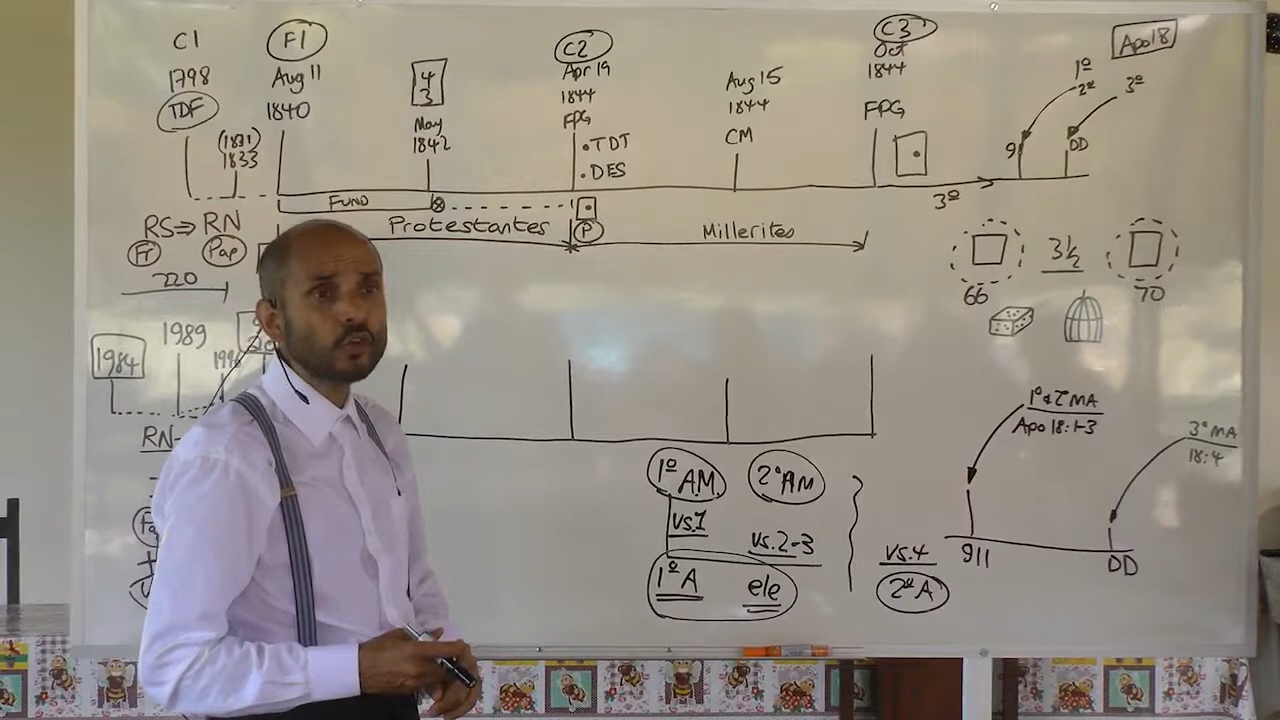 C1
1798
TDF
(1831)
1833
F1
Aug 11
1840
4
3
May
1842
C2
Apr 19
1844
FPG
.TDT
.DES
Aug 15
1844
CM
C3
Oct
1844
FPG
Apo 18
1º
2º
3º
9
DD
3º
FUND
P
Protestantes
Millerites
RS⇒RN
Fr
Pap
220
66
3½
70
1984
1989
RN-
1º AM.
2º AM
vs.1
vs.2-3
1º A
ele
vs.4
2º A
1º & 2º MA
Apo 18:1-3
3º MA
18:4
911
DD